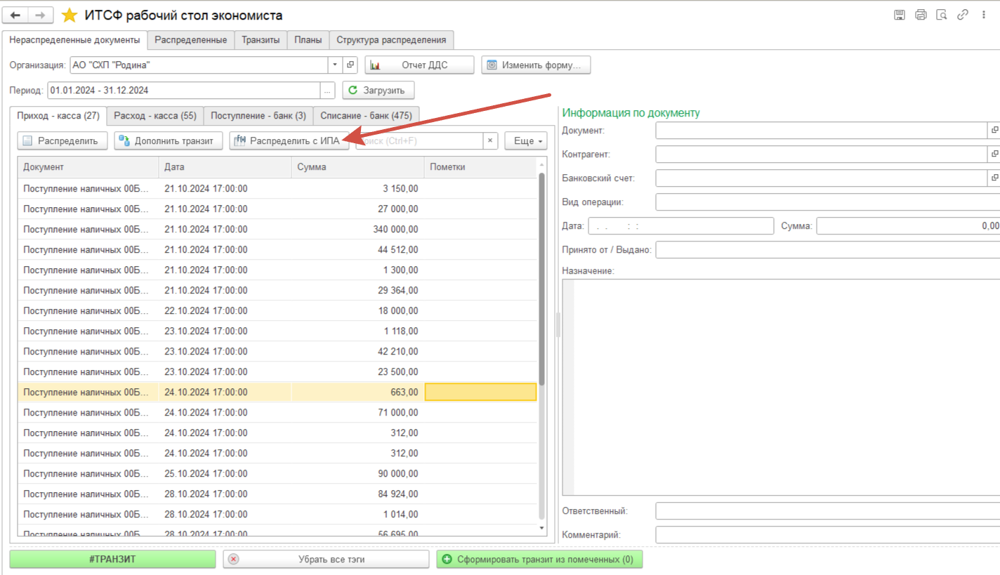 ИТСФ рабочий стол экономиста
Нераспределенные документы Распределенные Транзиты Планы Структура распределения
Организация: АО "СХП "Родина" Отчет ДДС Изменить форму...
Период: 01.01.2024 - 31.12.2024 ... Загрузить
Приход - касса (27) Расход - касса (55) Поступление - банк (3) Списание - банк (475)
Распределить Дополнить транзит Распределить с ИПА (Ctrl+F) × Еще
Документ Дата Сумма Пометки
Поступление наличных 00Б... 21.10.2024 17:00:00 3 150,00
Поступление наличных 00Б... 21.10.2024 17:00:00 27 000,00
Поступление наличных 00Б... 21.10.2024 17:00:00 340 000,00
Поступление наличных 00Б... 21.10.2024 17:00:00 44 512,00
Поступление наличных 00Б... 21.10.2024 17:00:00 1 300,00
Поступление наличных 00Б... 21.10.2024 17:00:00 29 364,00
Поступление наличных 00Б... 22.10.2024 17:00:00 18 000,00
Поступление наличных 00Б... 23.10.2024 17:00:00 1 118,00
Поступление наличных 00Б... 23.10.2024 17:00:00 42 210,00
Поступление наличных 00Б... 23.10.2024 17:00:00 23 500,00
Поступление наличных 00Б... 24.10.2024 17:00:00 663,00
Поступление наличных 00Б... 24.10.2024 17:00:00 71 000,00
Поступление наличных 00Б... 24.10.2024 17:00:00 312,00
Поступление наличных 00Б... 24.10.2024 17:00:00 312,00
Поступление наличных 00Б... 25.10.2024 17:00:00 90 000,00
Поступление наличных 00Б... 28.10.2024 17:00:00 84 924,00
Поступление наличных 00Б... 28.10.2024 17:00:00 1 014,00
Поступление наличных 00Б... 28.10.2024 17:00:00 56 695,00
Информация по документу
Документ:
Контрагент:
Банковский счет:
Вид операции:
Дата: . . : : Сумма: 0,00
Принято от / Выдано:
Назначение:
Ответственный:
Комментарий:
#ТРАНЗИТ Убрать все тэги Сформировать транзит из помеченных (0)